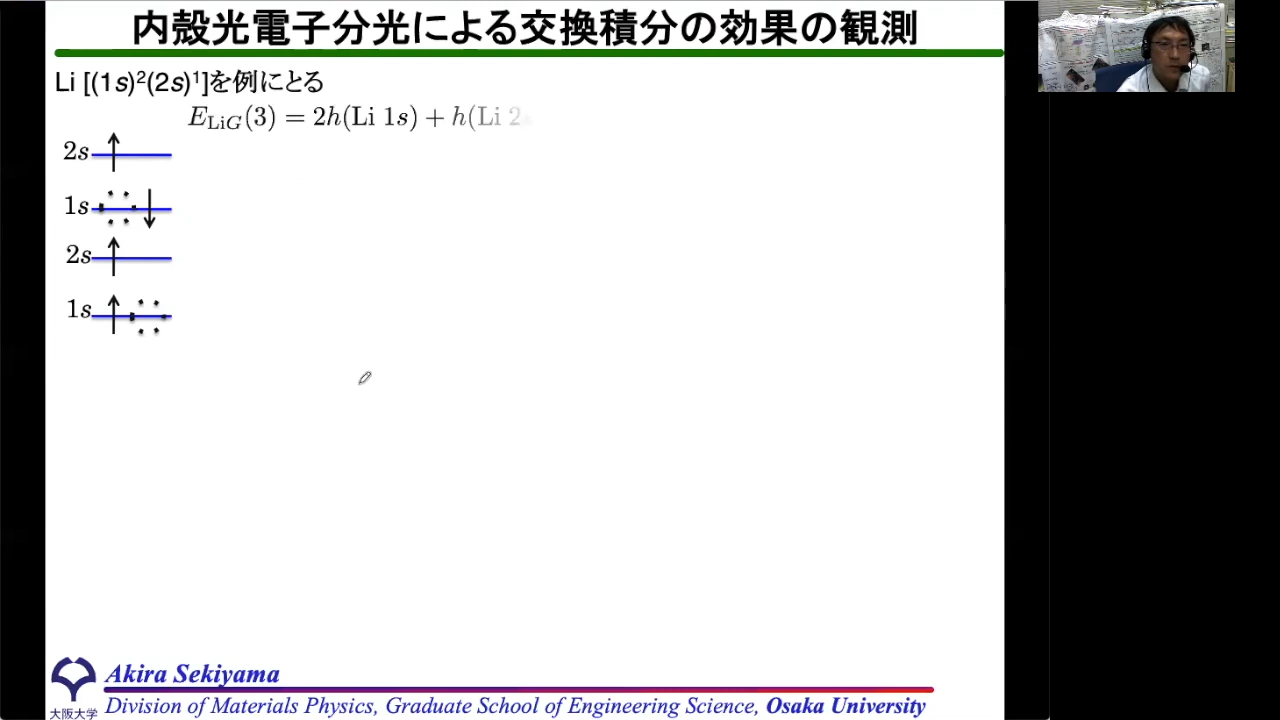 内殻光電子分光による交換積分の効果の観測
Li [(1s)²(2s)¹]を例にとる
E_LiG(3) = 2h(Li 1s) + h(Li 2
2s
1s
2s
1s
Akira Sekiyama
大阪大学
Division of Materials Physics, Graduate School of Engineering Science, Osaka University